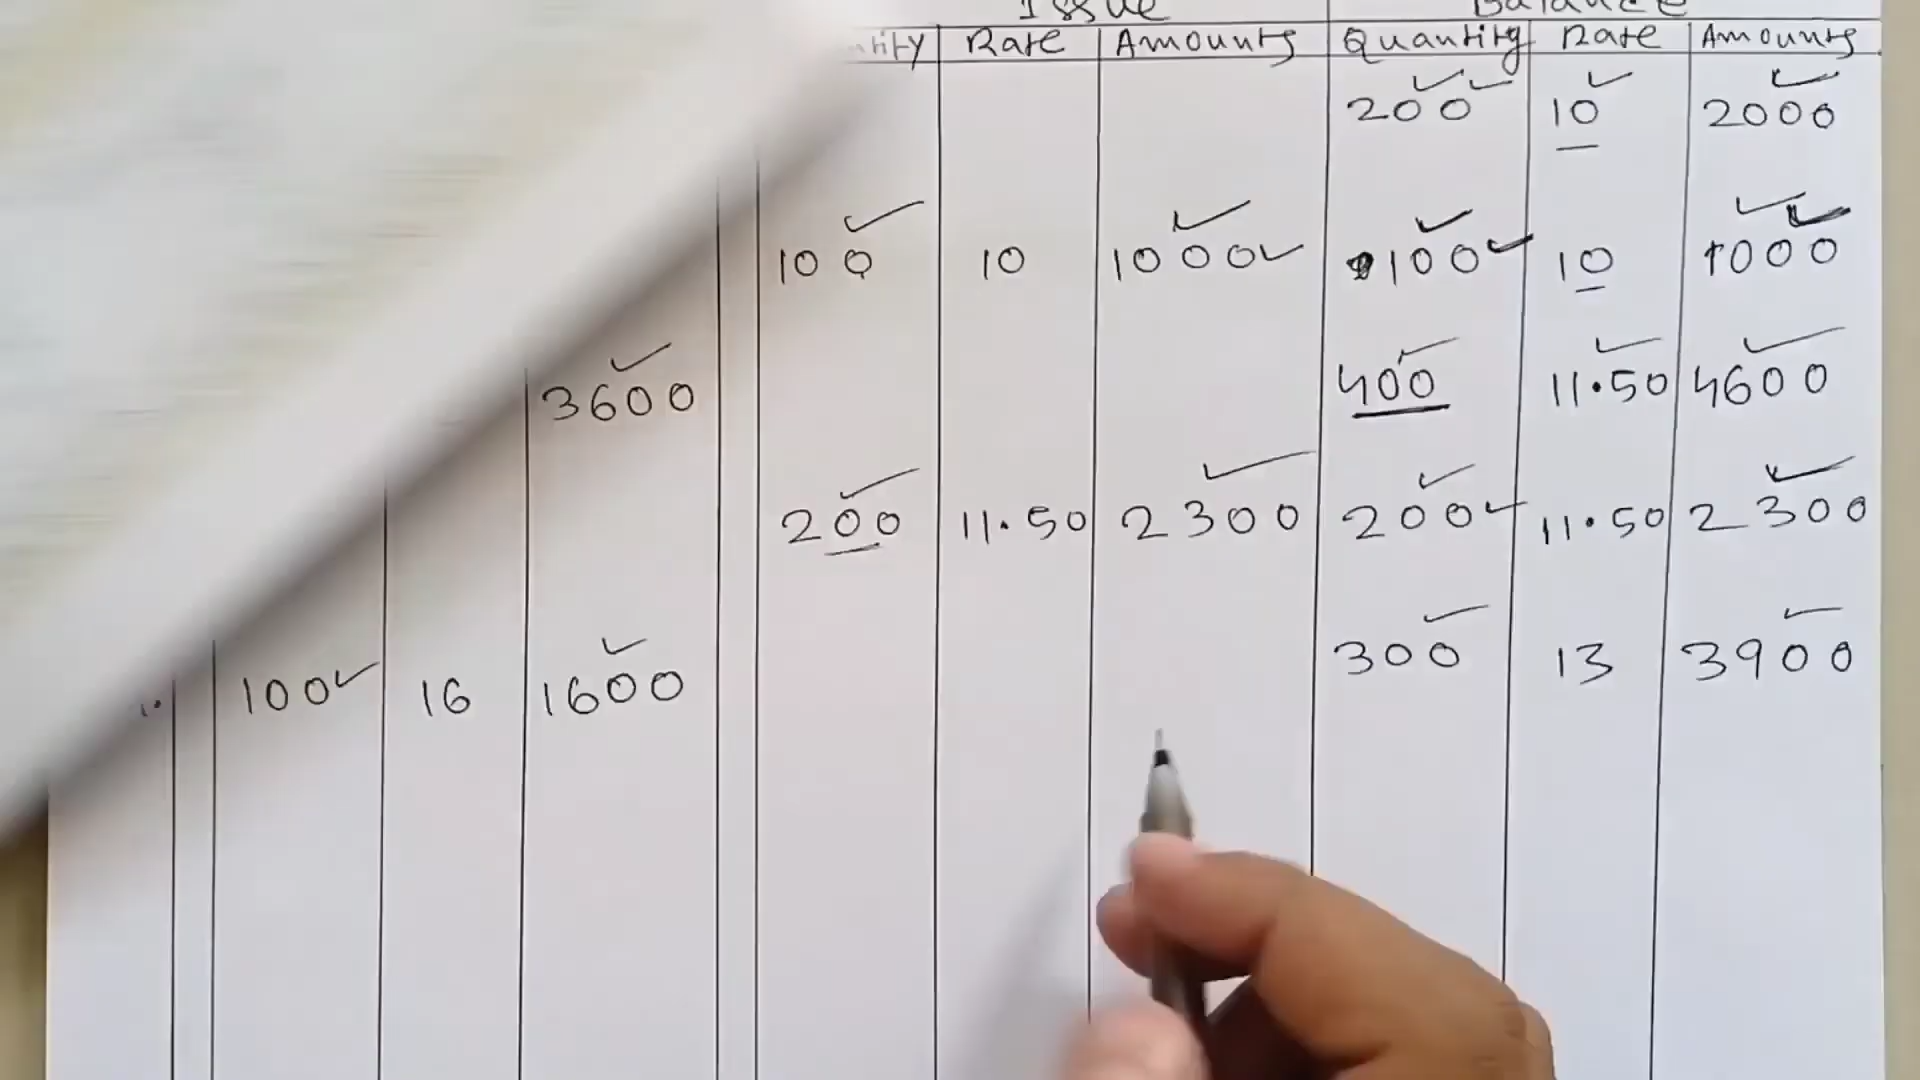 Issue Balance
Rate Amounts Quantity Rate Amounts
200 10 2000
100 10 1000 100 10 1000
3600 400 11.50 4600
200 11.50 2300 200 11.50 2300
100 16 1600 300 13 3900